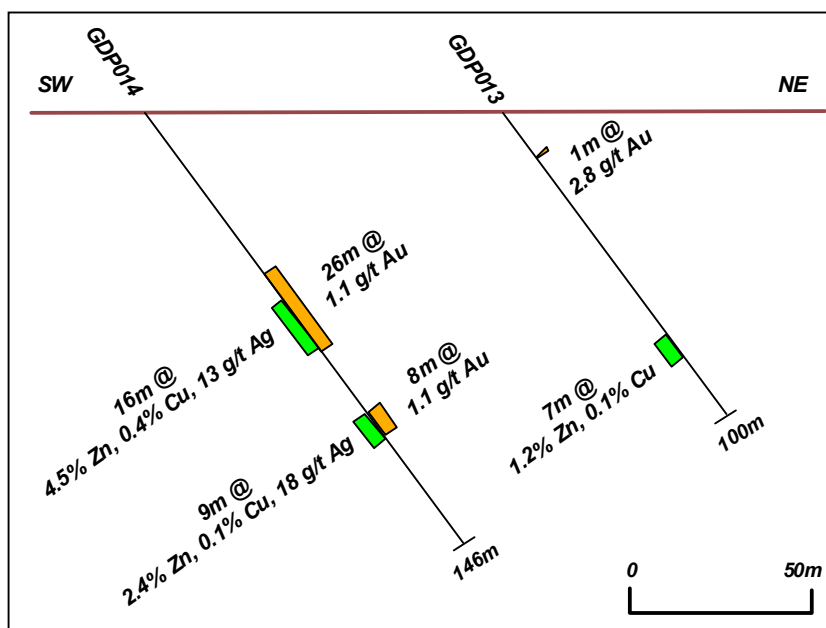 GDP014
GDP013
SW
NE
1m @
2.8 g/t Au
26m @
1.1 g/t Au
16m @
4.5% Zn, 0.4% Cu, 13 g/t Ag
8m @
1.1 g/t Au
7m @
1.2% Zn, 0.1% Cu
100m
9m @
2.4% Zn, 0.1% Cu, 18 g/t Ag
146m
0
50m